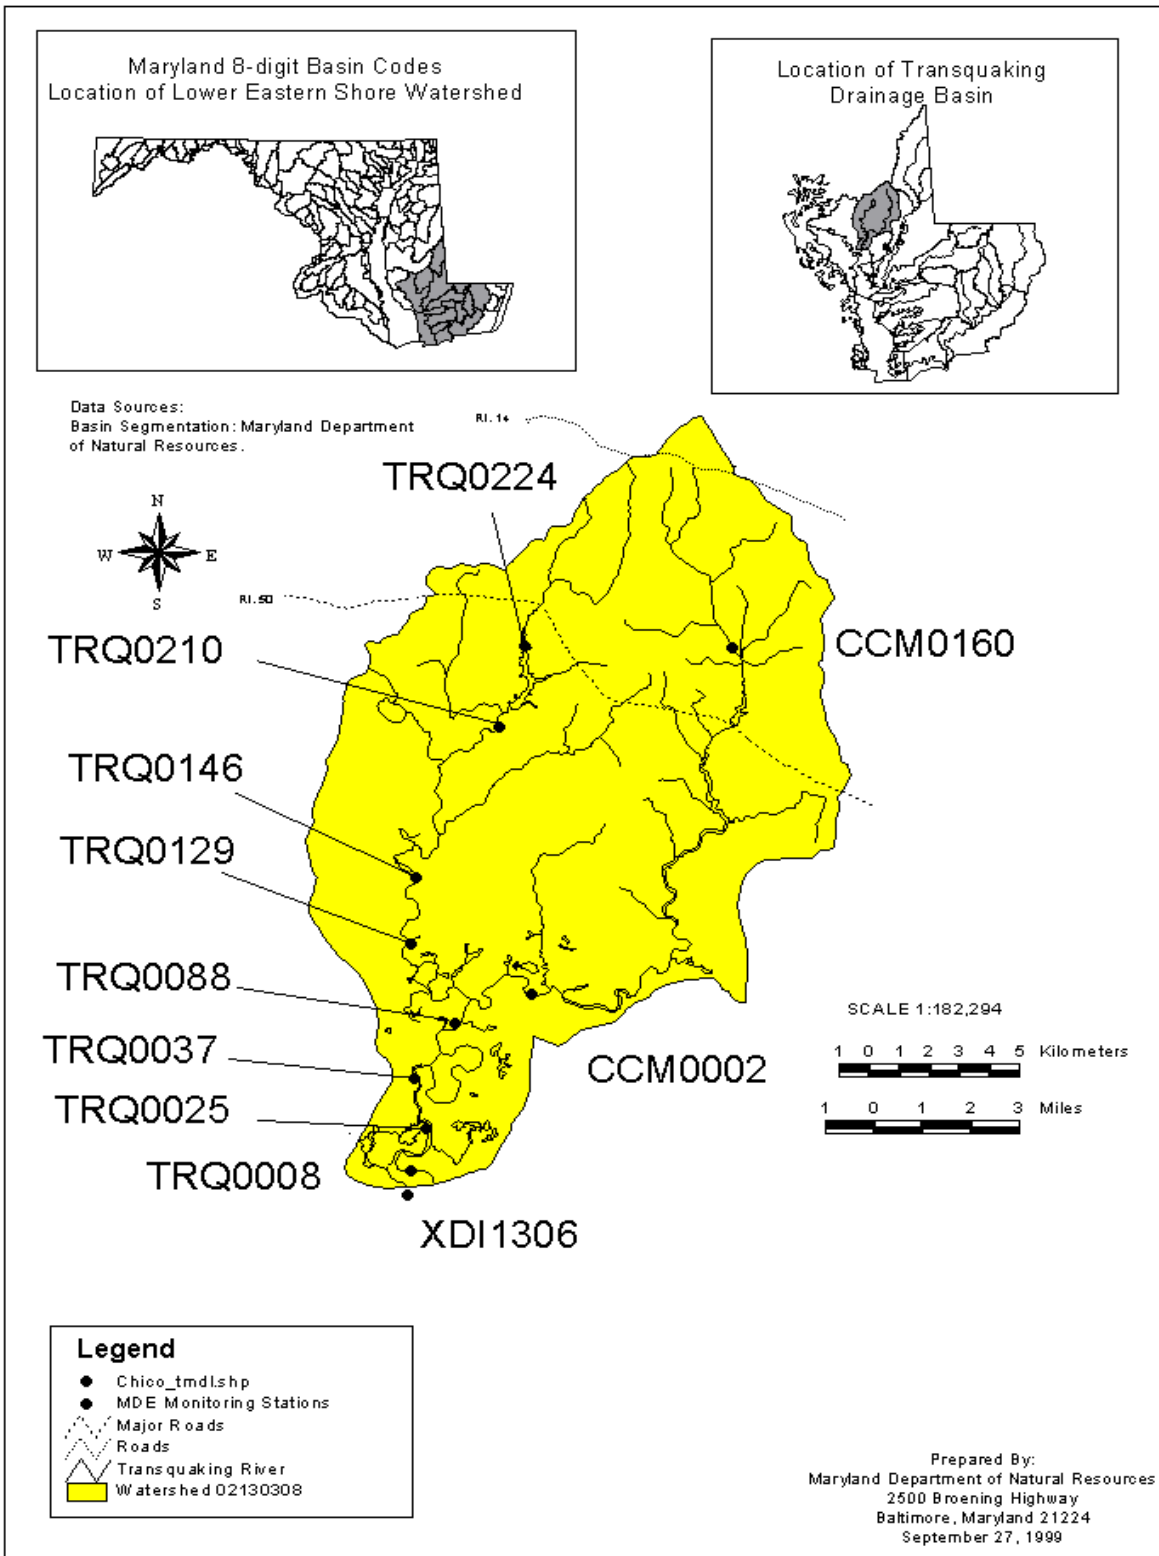 Maryland 8-digit Basin Codes
Location of Lower Eastern Shore Watershed
Location of Transquaking
Drainage Basin
Data Sources:
Basin Segmentation: Maryland Department
of Natural Resources.
Rt. 14
TRQ0224
N
W E
S
Rt. 50
TRQ0210
CCM0160
TRQ0146
TRQ0129
TRQ0088
SCALE 1:182,294
TRQ0037
1 0 1 2 3 4 5 Kilometers
CCM0002
TRQ0025
1 0 1 2 3 Miles
TRQ0008
XDI1306
Legend
Chico_tmdl.shp
MDE Monitoring Stations
Major Roads
Roads
Transquaking River
Watershed 02130308
Prepared By:
Maryland Department of Natural Resources
2500 Broening Highway
Baltimore, Maryland 21224
September 27, 1999